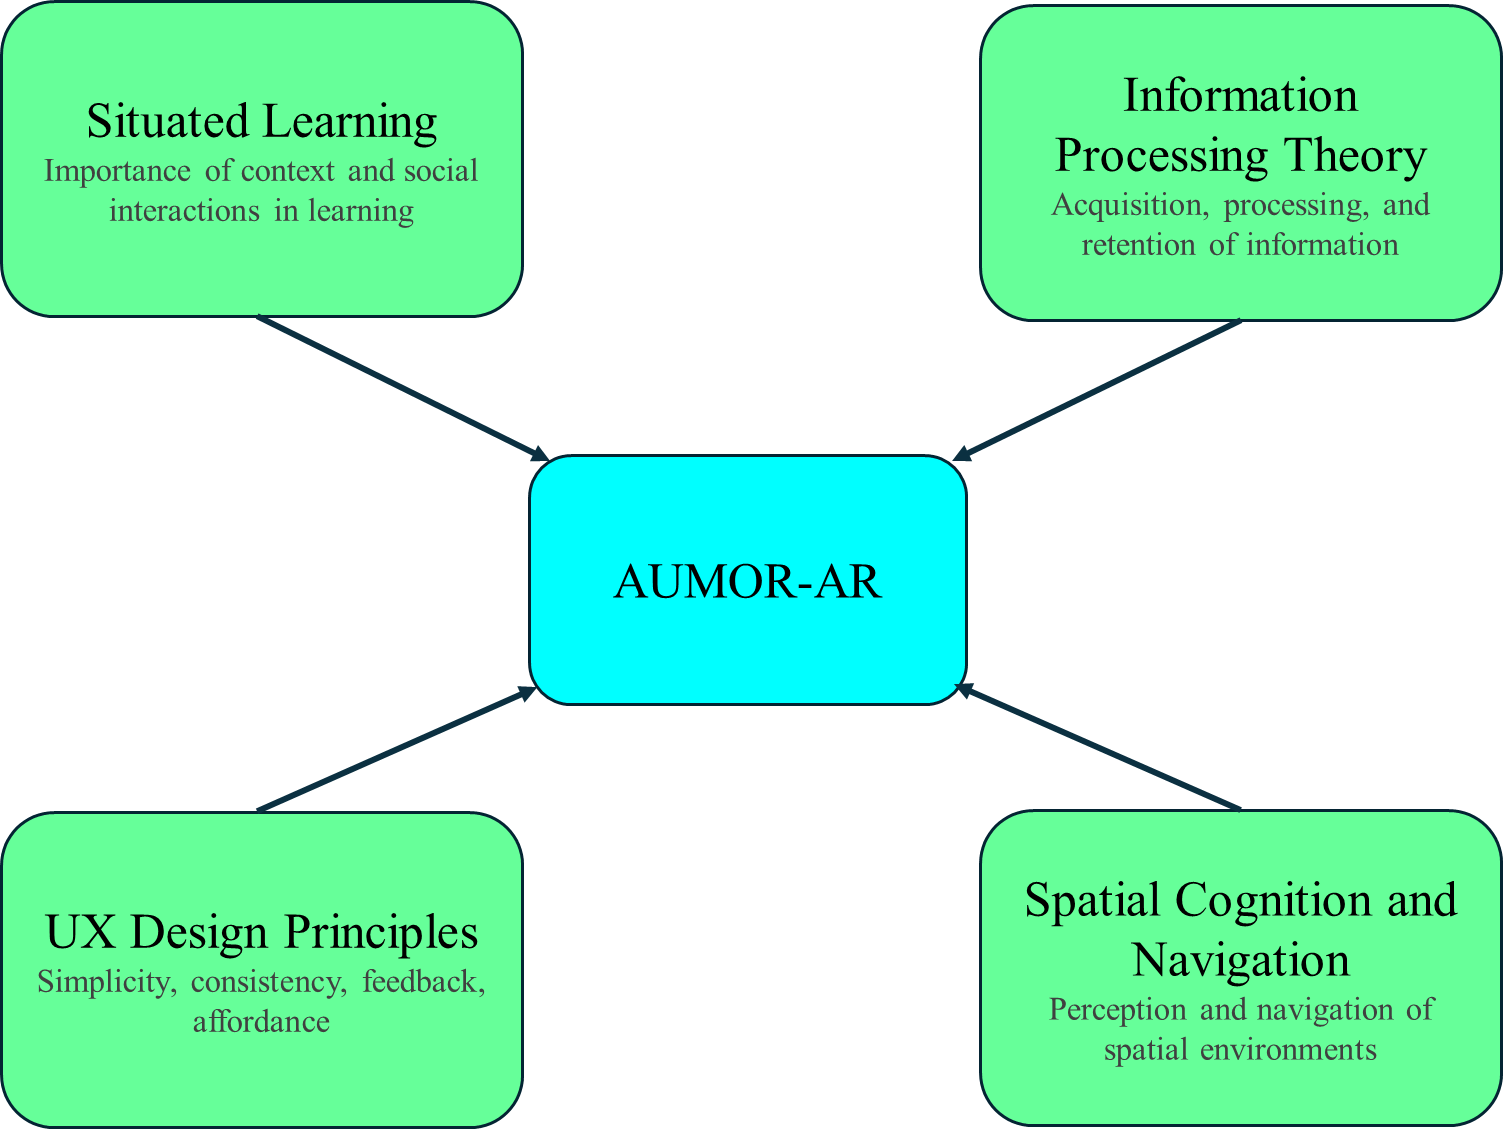 Situated Learning
Importance of context and social
interactions in learning
Information
Processing Theory
Acquisition, processing, and
retention of information
AUMOR-AR
UX Design Principles
Simplicity, consistency, feedback,
affordance
Spatial Cognition and
Navigation
Perception and navigation of
spatial environments